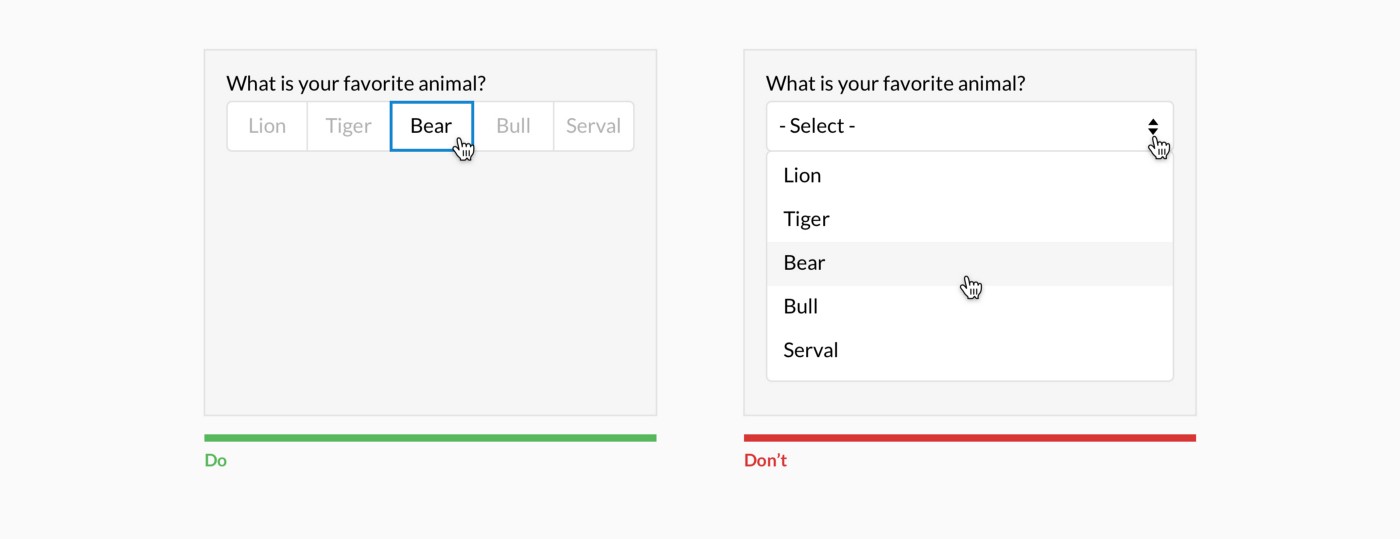 What is your favorite animal?
Lion Tiger Bear Bull Serval
Do
What is your favorite animal?
- Select -
Lion
Tiger
Bear
Bull
Serval
Don't